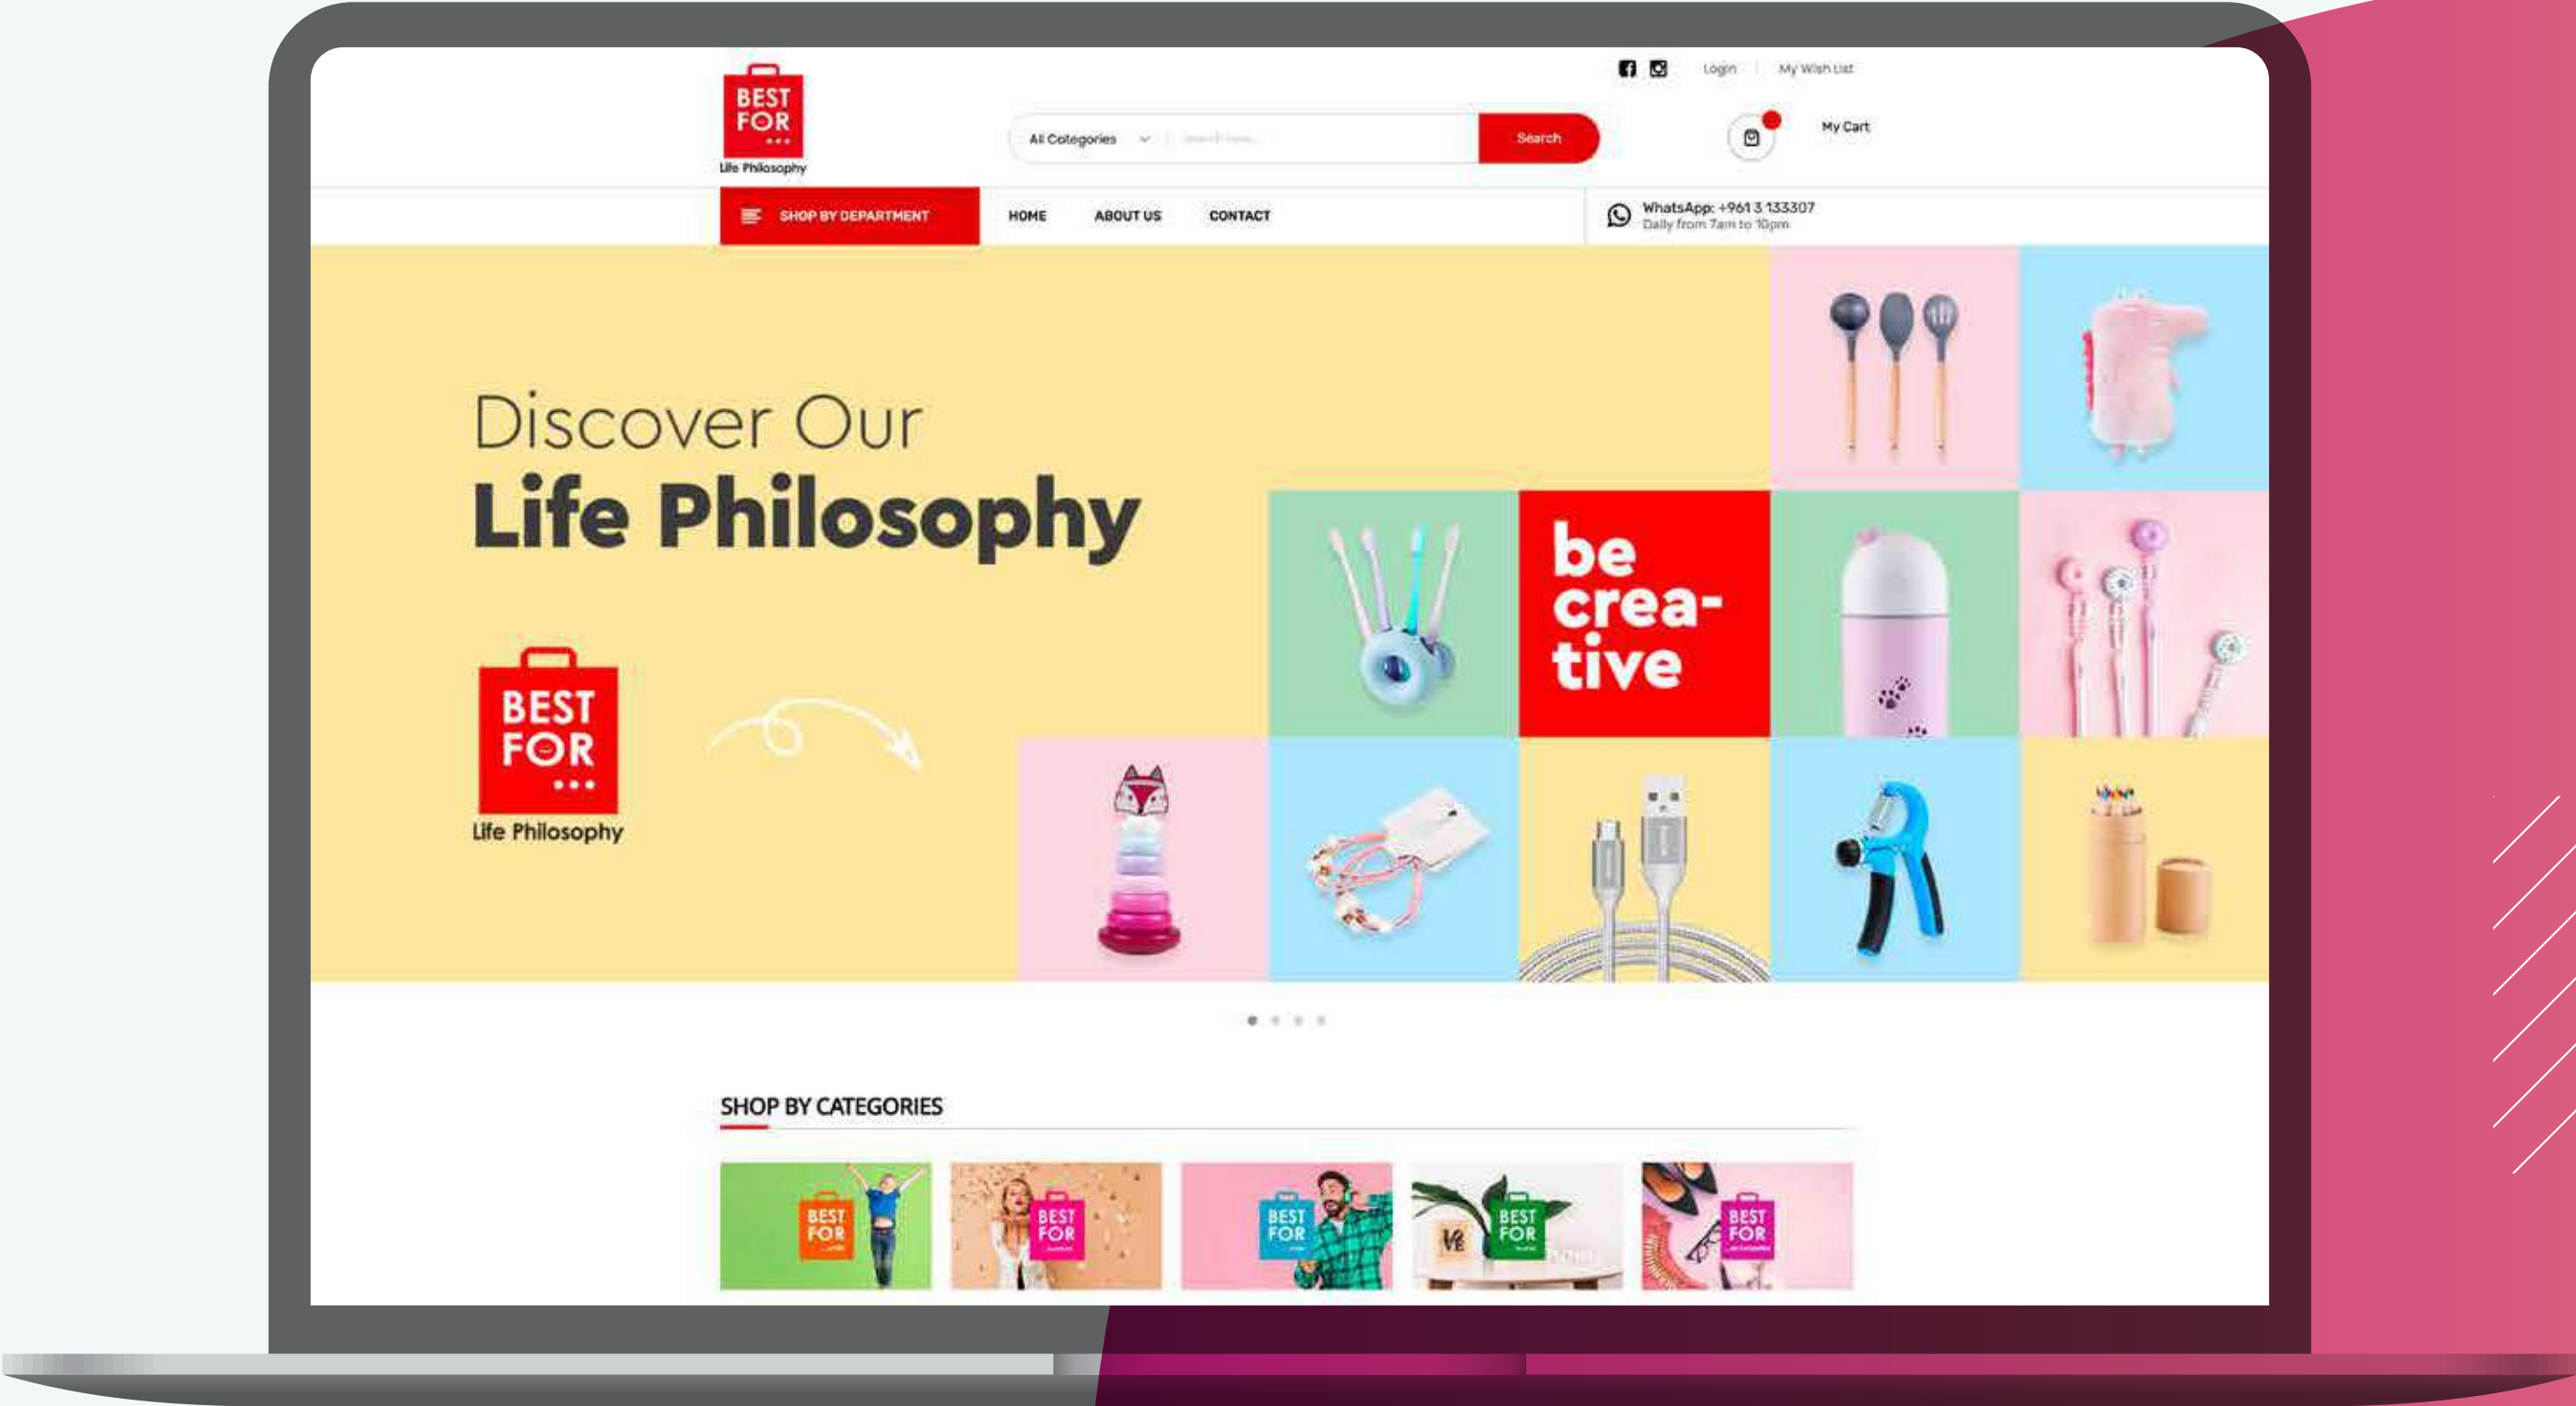 BEST
FOR
Life Philosophy
Login
My Wish List
All Categories
Search
My Cart
SHOP BY DEPARTMENT
HOME
ABOUT US
CONTACT
WhatsApp: +961 3 133307
Daily from 7am to 10pm
Discover Our
Life Philosophy
be
crea-
tive
BEST
FOR
...
Life Philosophy
SHOP BY CATEGORIES
BEST
FOR
BEST
FOR
BEST
FOR
LOVE
BEST
FOR
BEST
FOR